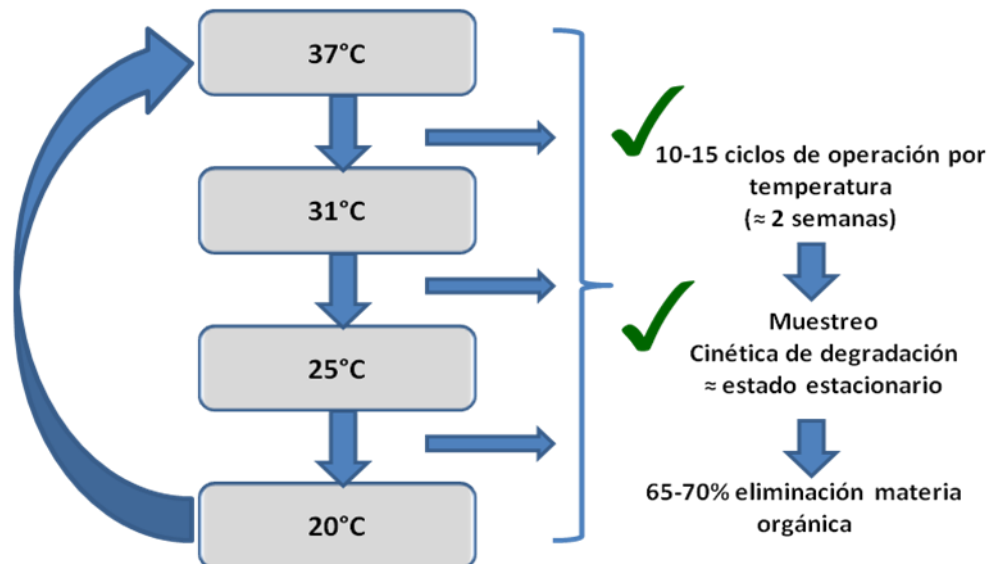 37°C
31°C
25°C
20°C
10-15 ciclos de operación por
temperatura
(≈ 2 semanas)
Muestreo
Cinética de degradación
≈ estado estacionario
65-70% eliminación materia
orgánica